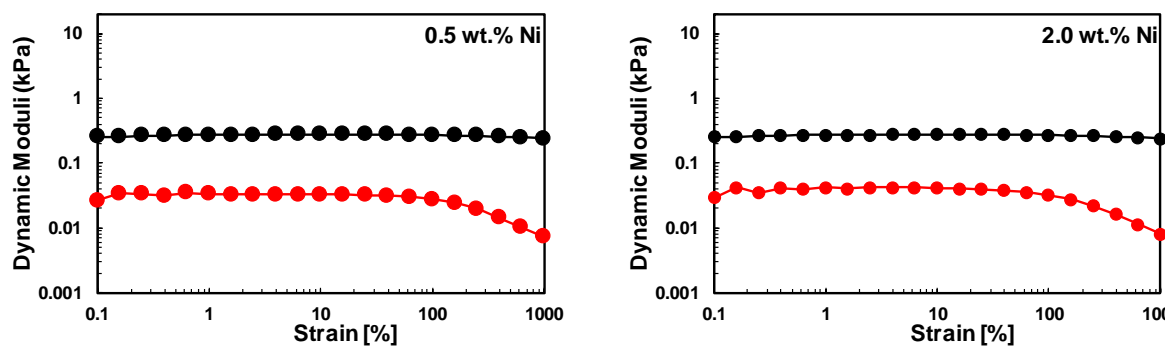 0.5 wt.% Ni
Dynamic Moduli (kPa)
10
1
0.1
0.01
0.001
0.1 1 10 100 1000
Strain [%]
2.0 wt.% Ni
Dynamic Moduli (kPa)
10
1
0.1
0.01
0.001
0.1 1 10 100 100
Strain [%]